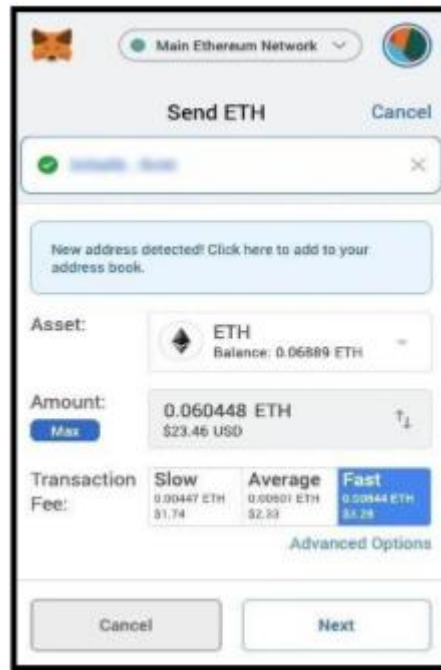 Main Ethereum Network
Send ETH
Cancel
New address detected! Click here to add to your
address book.
Asset:
ETH
Balance: 0.06889 ETH
Amount:
Max
0.060448 ETH
$23.46 USD
Transaction
Fee:
Slow
0.00447 ETH
$1.74
Average
0.00601 ETH
$2.33
Fast
0.00844 ETH
$3.28
Advanced Options
Cancel
Next